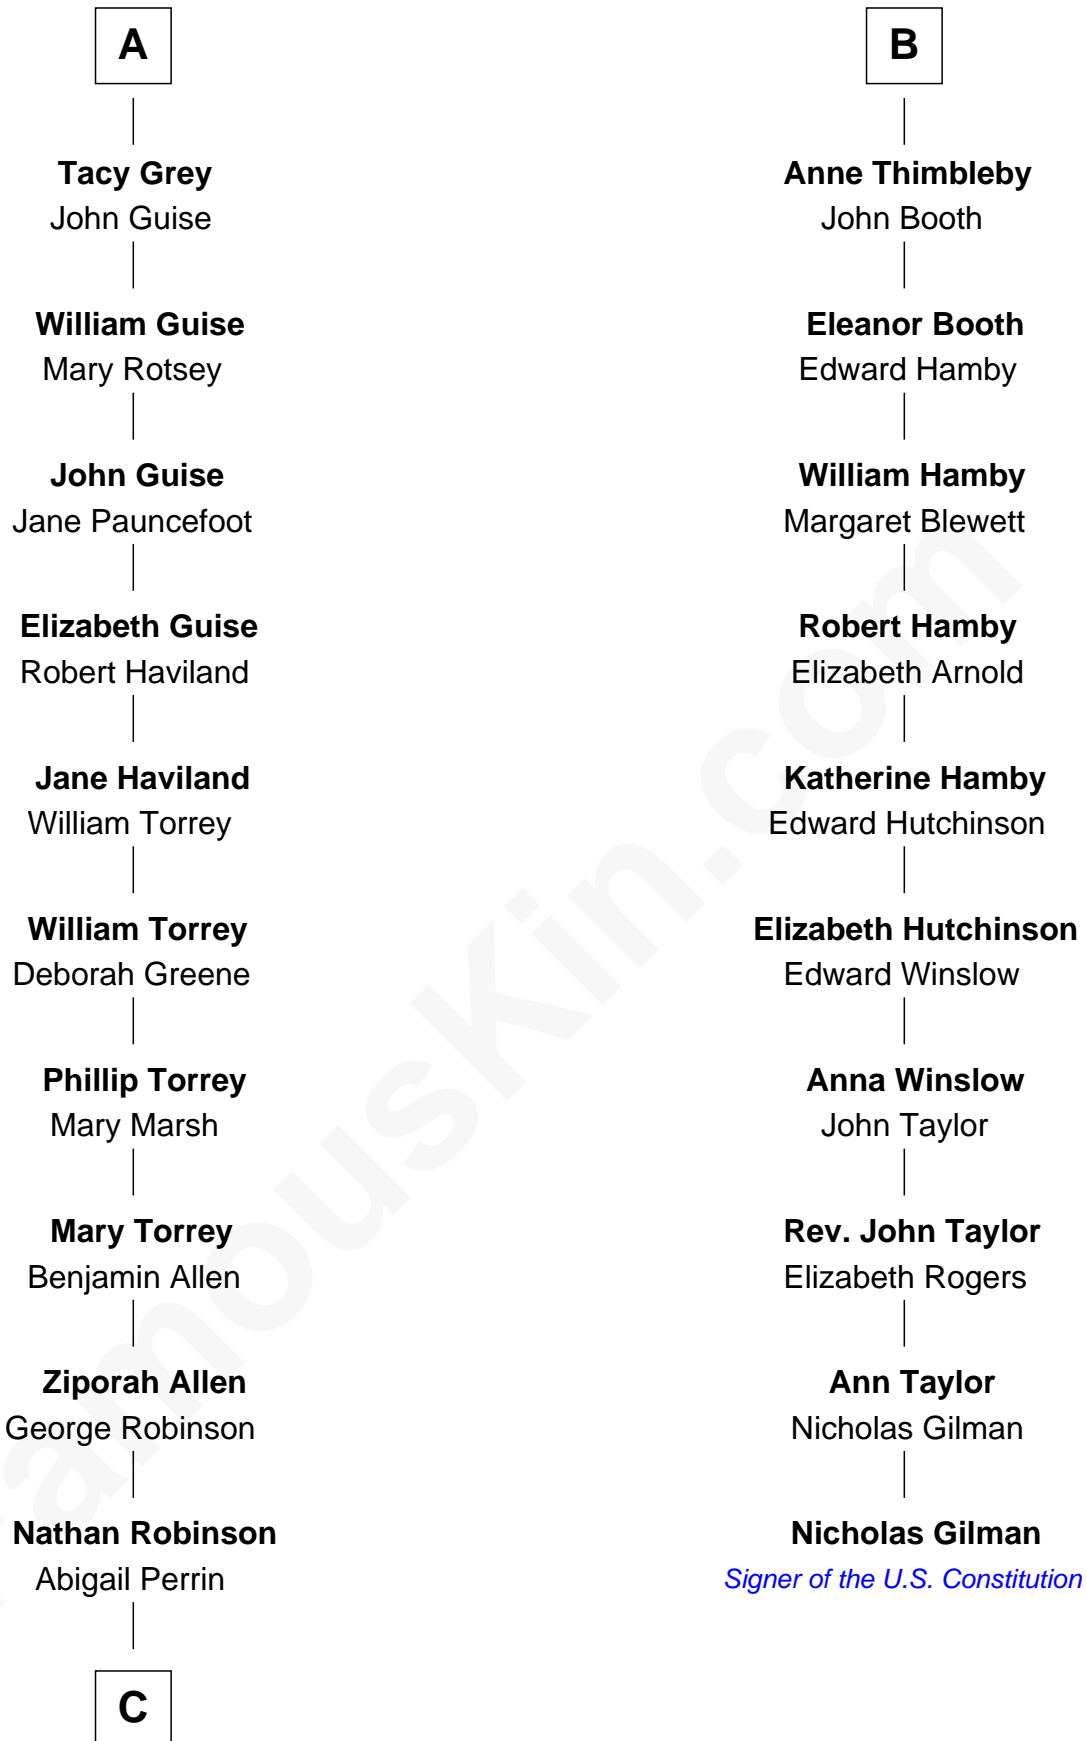 A
Tacy Grey
John Guise
William Guise
Mary Rotsey
John Guise
Jane Pauncefoot
Elizabeth Guise
Robert Haviland
Jane Haviland
William Torrey
William Torrey
Deborah Greene
Phillip Torrey
Mary Marsh
Mary Torrey
Benjamin Allen
Ziporah Allen
George Robinson
Nathan Robinson
Abigail Perrin
C
B
Anne Thimbleby
John Booth
Eleanor Booth
Edward Hamby
William Hamby
Margaret Blewett
Robert Hamby
Elizabeth Arnold
Katherine Hamby
Edward Hutchinson
Elizabeth Hutchinson
Edward Winslow
Anna Winslow
John Taylor
Rev. John Taylor
Elizabeth Rogers
Ann Taylor
Nicholas Gilman
Nicholas Gilman
Signer of the U.S. Constitution
FamousKin.com